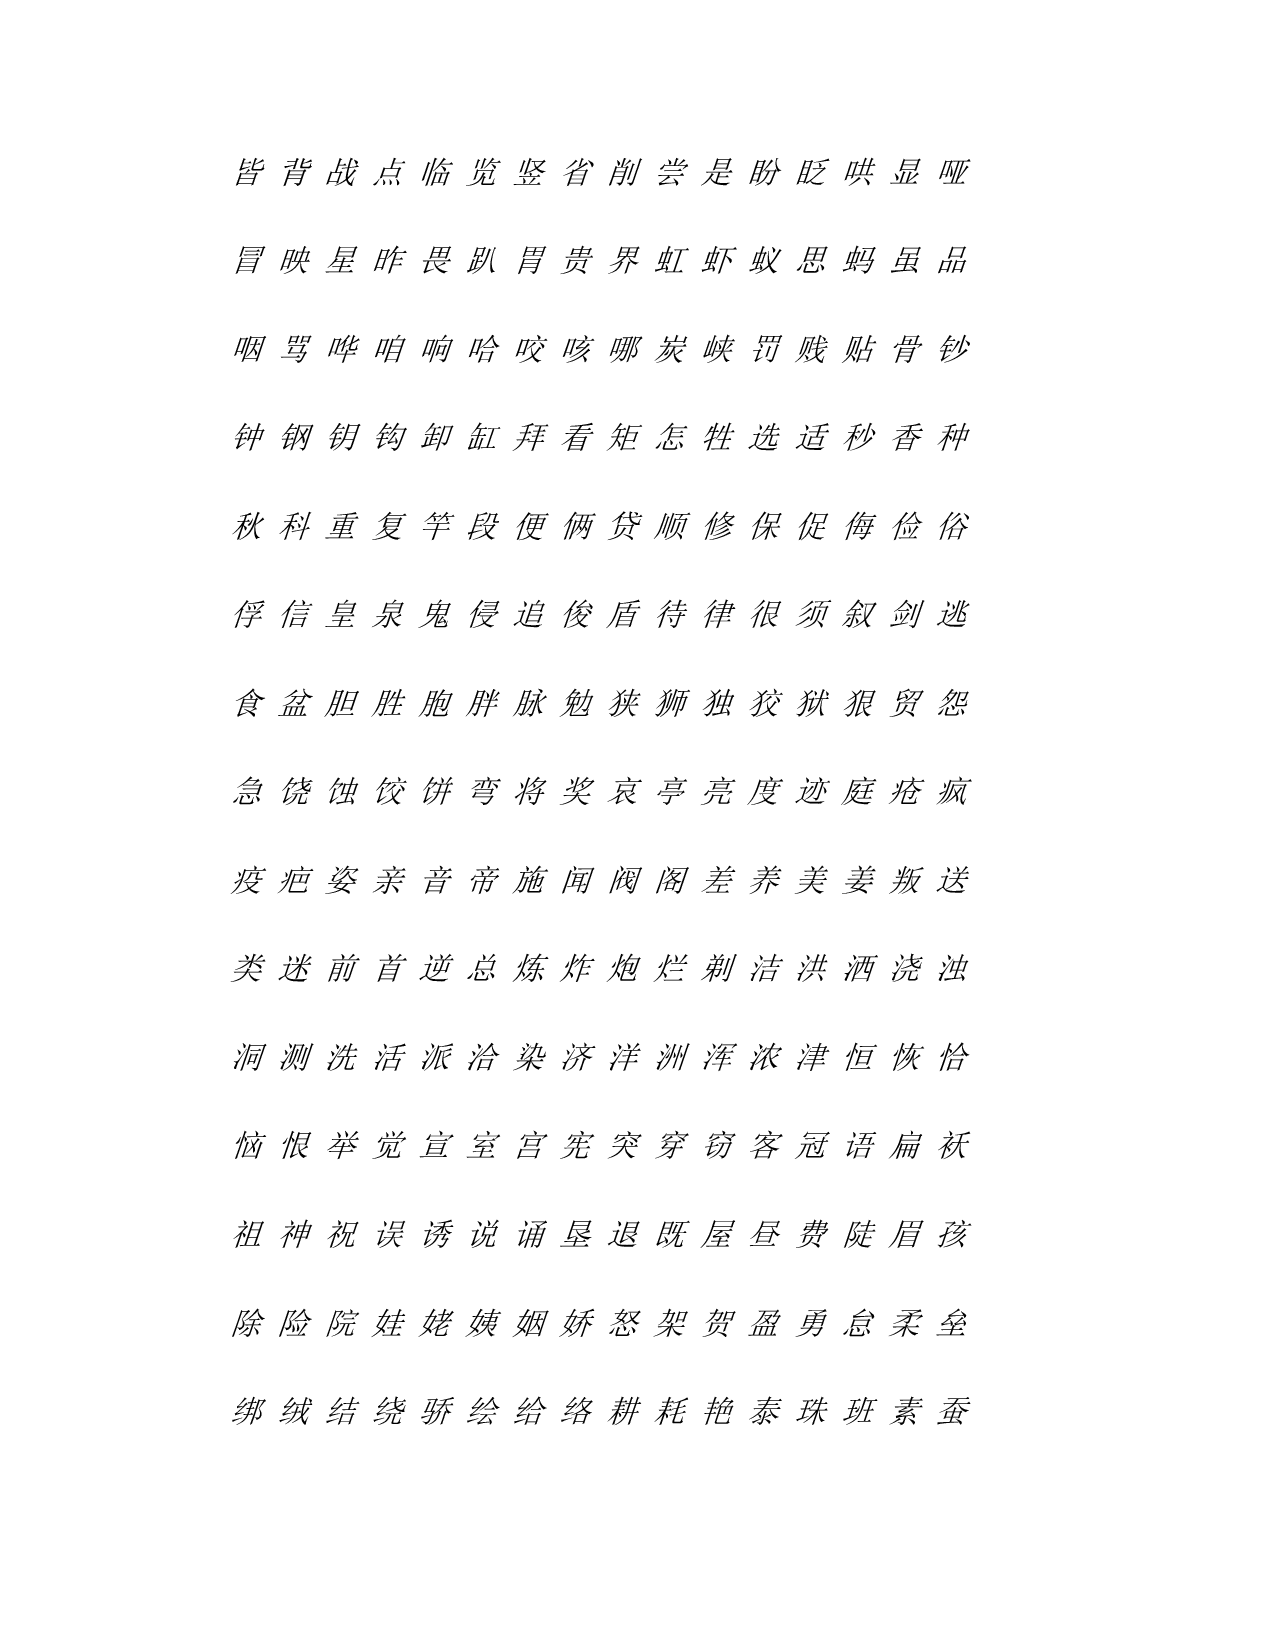 皆 背 战 点 临 览 竖 省 削 尝 是 盼 眨 哄 显 哑
冒 映 星 昨 畏 趴 胃 贵 界 虹 虾 蚁 思 蚂 虽 品
咽 骂 哗 咱 响 哈 咬 咳 哪 炭 峡 罚 贱 贴 骨 钞
钟 钢 钥 钩 卸 缸 拜 看 矩 怎 牲 选 适 秒 香 种
秋 科 重 复 竿 段 便 俩 贷 顺 修 保 促 侮 俭 俗
俘 信 皇 泉 鬼 侵 追 俊 盾 待 律 很 须 叙 剑 逃
食 盆 胆 胜 胞 胖 脉 勉 狭 狮 独 狡 狱 狠 贸 怨
急 饶 蚀 饺 饼 弯 将 奖 哀 亭 亮 度 迹 庭 疮 疯
疫 疤 姿 亲 音 帝 施 闻 阀 阁 差 养 美 姜 叛 送
类 迷 前 首 逆 总 炼 炸 炮 烂 剃 洁 洪 洒 浇 浊
洞 测 洗 活 派 洽 染 济 洋 洲 浑 浓 津 恒 恢 恰
恼 恨 举 觉 宣 室 宫 宪 突 穿 窃 客 冠 语 扁 袄
祖 神 祝 误 诱 说 诵 垦 退 既 屋 昼 费 陡 眉 孩
除 险 院 娃 姥 姨 姻 娇 怒 架 贺 盈 勇 怠 柔 垒
绑 绒 结 绕 骄 绘 给 络 耕 耗 艳 泰 珠 班 素 蚕